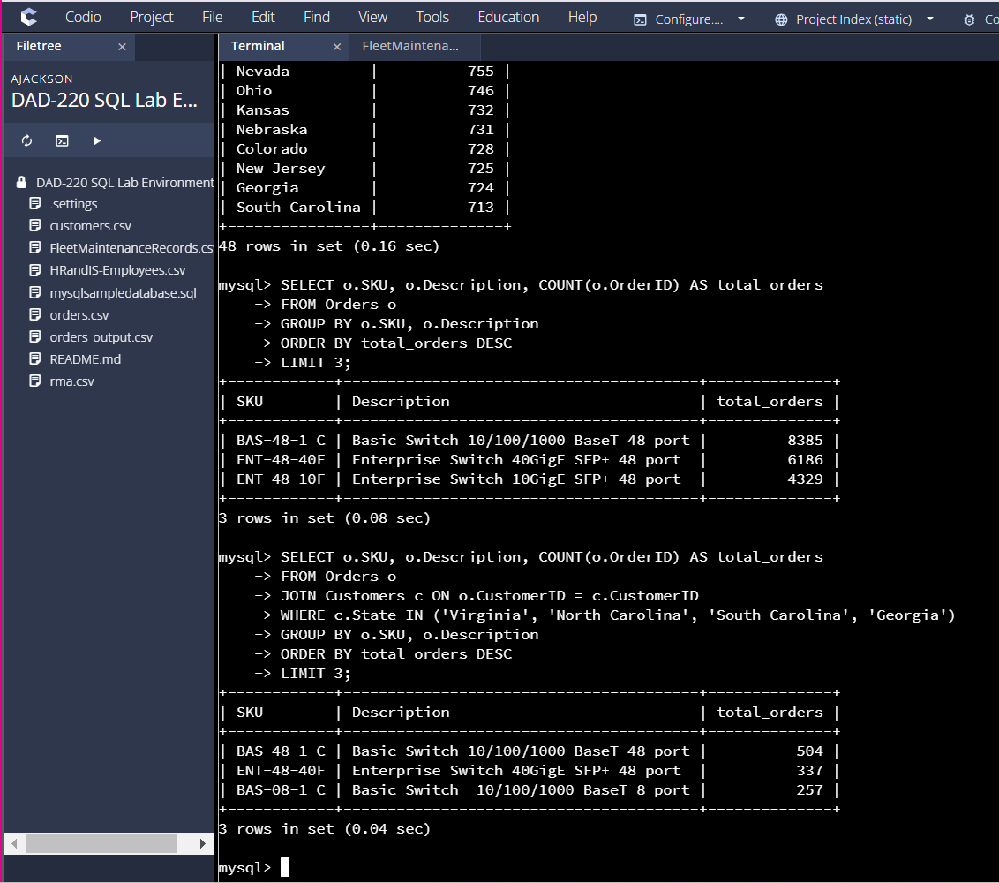 Codio Project File Edit Find View Tools Education Help Configure.... Project Index (static) Co
Filetree ×
Terminal × FleetMaintena...
AJACKSON
DAD-220 SQL Lab E...
DAD-220 SQL Lab Environment
.settings
customers.csv
FleetMaintenanceRecords.cs
HRandIS-Employees.csv
mysqlsampledatabase.sql
orders.csv
orders_output.csv
README.md
rma.csv
| Nevada | 755 |
| Ohio | 746 |
| Kansas | 732 |
| Nebraska | 731 |
| Colorado | 728 |
| New Jersey | 725 |
| Georgia | 724 |
| South Carolina | 713 |
+----------------+--------------+
48 rows in set (0.16 sec)
mysql> SELECT o.SKU, o.Description, COUNT(o.OrderID) AS total_orders
-> FROM Orders o
-> GROUP BY o.SKU, o.Description
-> ORDER BY total_orders DESC
-> LIMIT 3;
+------------+----------------------------------------+--------------+
| SKU | Description | total_orders |
+------------+----------------------------------------+--------------+
| BAS-48-1 C | Basic Switch 10/100/1000 BaseT 48 port | 8385 |
| ENT-48-40F | Enterprise Switch 40GigE SFP+ 48 port | 6186 |
| ENT-48-10F | Enterprise Switch 10GigE SFP+ 48 port | 4329 |
+------------+----------------------------------------+--------------+
3 rows in set (0.08 sec)
mysql> SELECT o.SKU, o.Description, COUNT(o.OrderID) AS total_orders
-> FROM Orders o
-> JOIN Customers c ON o.CustomerID = c.CustomerID
-> WHERE c.State IN ('Virginia', 'North Carolina', 'South Carolina', 'Georgia')
-> GROUP BY o.SKU, o.Description
-> ORDER BY total_orders DESC
-> LIMIT 3;
+------------+----------------------------------------+--------------+
| SKU | Description | total_orders |
+------------+----------------------------------------+--------------+
| BAS-48-1 C | Basic Switch 10/100/1000 BaseT 48 port | 504 |
| ENT-48-40F | Enterprise Switch 40GigE SFP+ 48 port | 337 |
| BAS-08-1 C | Basic Switch  10/100/1000 BaseT 8 port | 257 |
+------------+----------------------------------------+--------------+
3 rows in set (0.04 sec)
mysql>